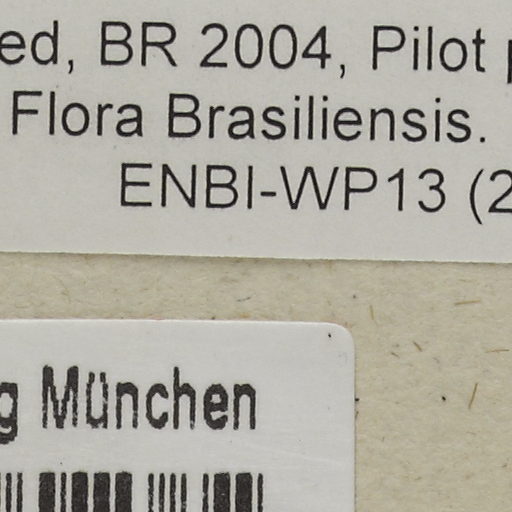 ed, BR 2004, Pilot p
Flora Brasiliensis.
ENBI-WP13 (2
g München